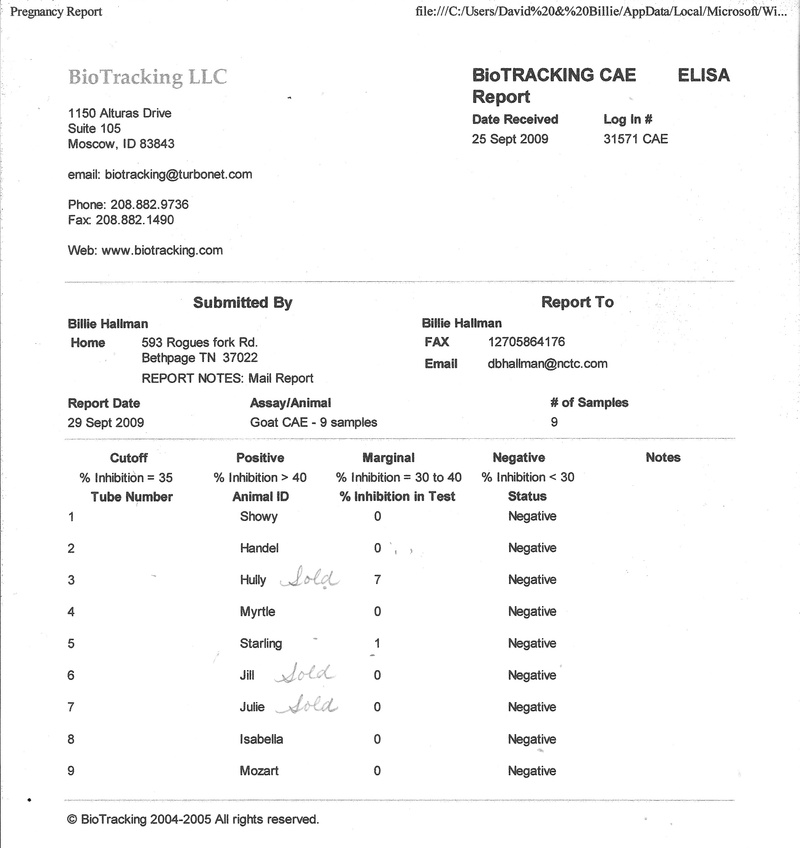 Pregnancy Report file:///C:/Users/David%20&%20Billie/AppData/Local/Microsoft/Wi...
BioTracking LLC
BioTRACKING CAE ELISA
Report
1150 Alturas Drive
Suite 105
Moscow, ID 83843
Date Received Log In #
25 Sept 2009 31571 CAE
email: biotracking@turbonet.com
Phone: 208.882.9736
Fax: 208.882.1490
Web: www.biotracking.com
Submitted By Report To
Billie Hallman Billie Hallman
Home 593 Rogues fork Rd. FAX 12705864176
Bethpage TN 37022 Email dbhallman@nctc.com
REPORT NOTES: Mail Report
Report Date Assay/Animal # of Samples
29 Sept 2009 Goat CAE - 9 samples 9
Cutoff Positive Marginal Negative Notes
% Inhibition = 35 % Inhibition > 40 % Inhibition = 30 to 40 % Inhibition < 30
Tube Number Animal ID % Inhibition in Test Status
1 Showy 0 Negative
2 Handel 0 Negative
3 Hully Sold 7 Negative
4 Myrtle 0 Negative
5 Starling 1 Negative
6 Jill Sold 0 Negative
7 Julie Sold 0 Negative
8 Isabella 0 Negative
9 Mozart 0 Negative
© BioTracking 2004-2005 All rights reserved.